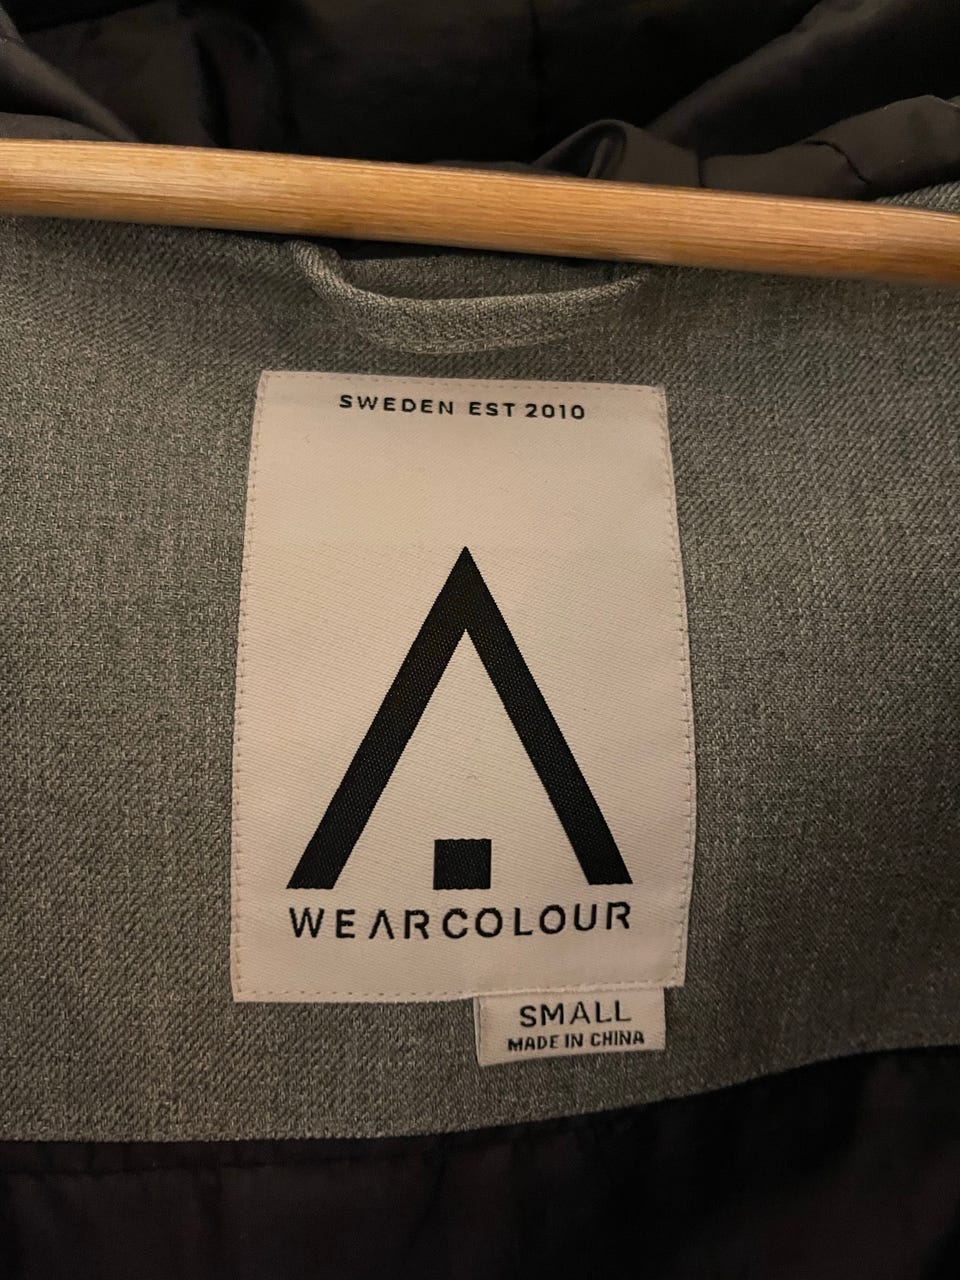 SWEDEN EST 2010
WEARCOLOUR
SMALL
MADE IN CHINA